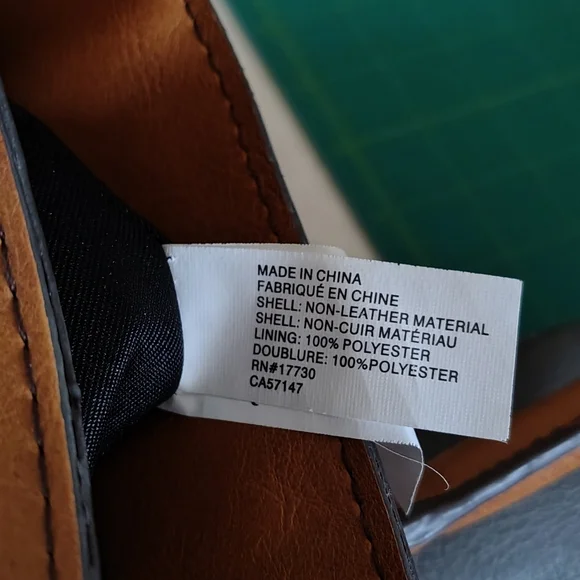 MADE IN CHINA
FABRIQUÉ EN CHINE
SHELL: NON-LEATHER MATERIAL
SHELL: NON-CUIR MATÉRIAU
LINING: 100% POLYESTER
DOUBLURE: 100%POLYESTER
RN#17730
CA57147